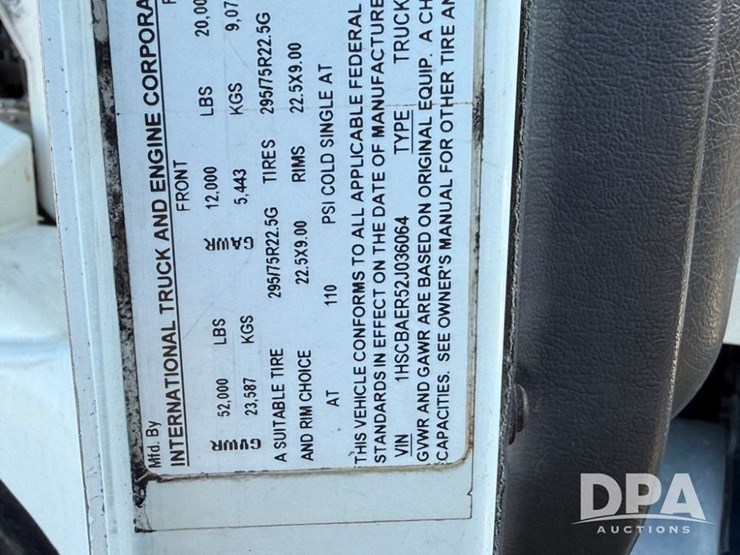 Mfd. By
INTERNATIONAL TRUCK AND ENGINE CORPORA
FRONT
GVWR 52,000 LBS GAWR 12,000 LBS 20,00
23,587 KGS 5,443 KGS 9,07
A SUITABLE TIRE 295/75R22.5G TIRES 295/75R22.5G
AND RIM CHOICE 22.5X9.00 RIMS 22.5X9.00
AT 110 PSI COLD SINGLE AT
THIS VEHICLE CONFORMS TO ALL APPLICABLE FEDERAL
STANDARDS IN EFFECT ON THE DATE OF MANUFACTURE
VIN 1HSCBAER52J036064 TYPE TRUCK
GVWR AND GAWR ARE BASED ON ORIGINAL EQUIP. A CH
CAPACITIES. SEE OWNER'S MANUAL FOR OTHER TIRE AN
DPA
AUCTIONS